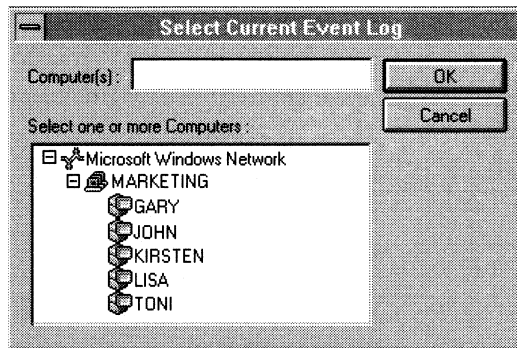 Select Current Event Log
Computer(s) :
OK
Cancel
Select one or more Computers :
Microsoft Windows Network
MARKETING
GARY
JOHN
KIRSTEN
LISA
TONI